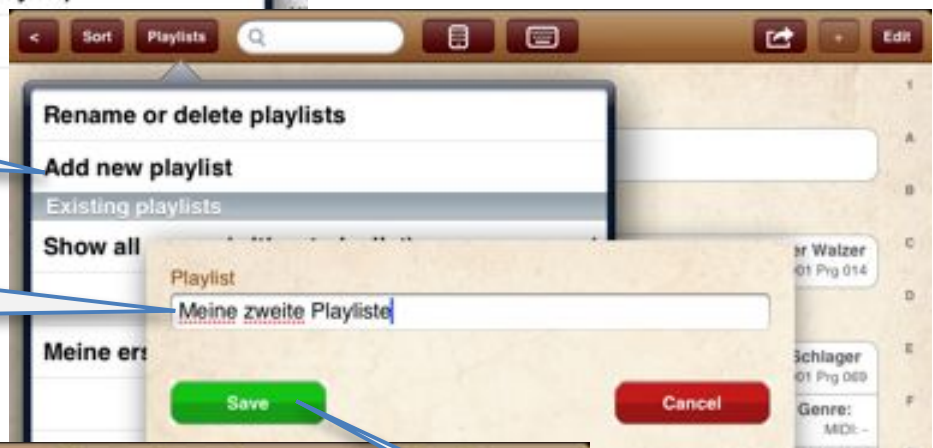 <
Sort
Playlists
+
Edit
Rename or delete playlists
Add new playlist
Existing playlists
Show all
Playlist
Meine zweite Playliste
Meine ers
Save
Cancel
er Walzer
01 Prg 014
Schlager
01 Prg 069
Genre:
MIDI: -
1
A
B
C
D
E
F